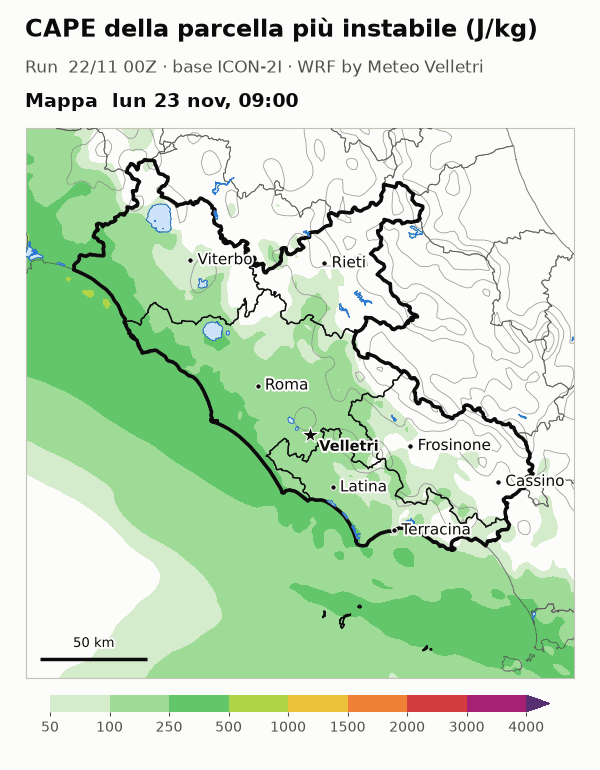 CAPE della parcella più instabile (J/kg)
Run 22/11 00Z · base ICON-2I · WRF by Meteo Velletri
Mappa lun 23 nov, 09:00
Viterbo
Rieti
Roma
Velletri
Frosinone
Cassino
Latina
Terracina
50 km
50 100 250 500 1000 1500 2000 3000 4000